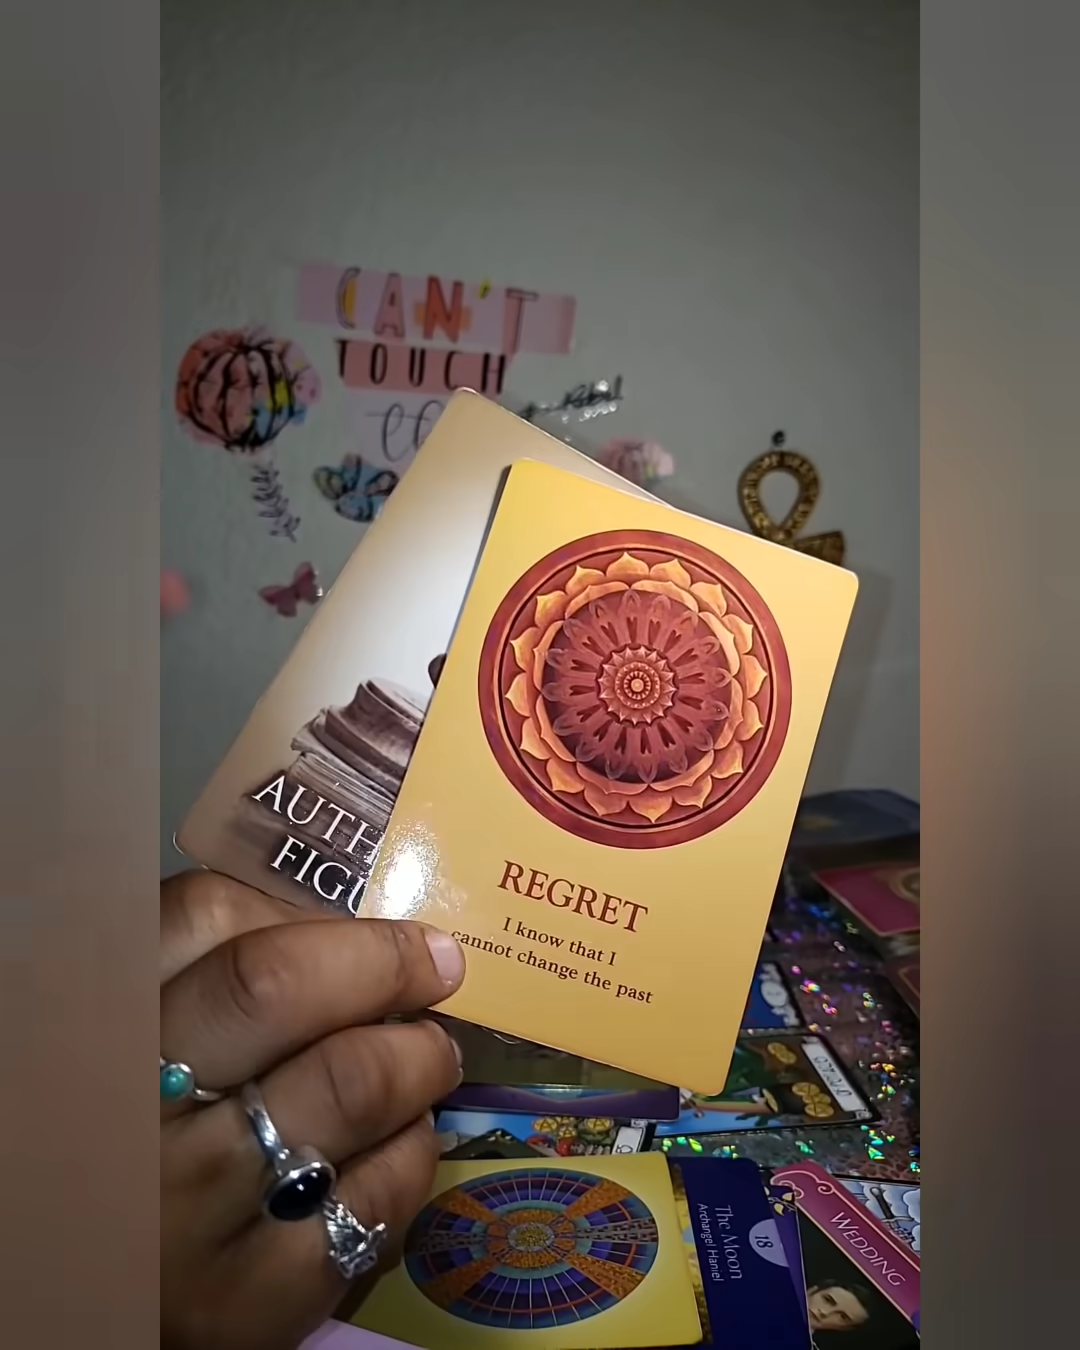 CAN'T
TOUCH
AUTH
FIGU
REGRET
I know that I
cannot change the past
The Moon
Archangel Haniel
18
WEDDING